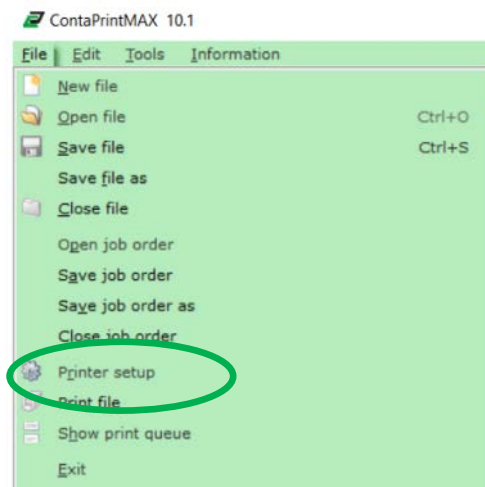 ContaPrintMAX 10.1
File Edit Tools Information
New file
Open file Ctrl+O
Save file Ctrl+S
Save file as
Close file
Open job order
Save job order
Save job order as
Close job order
Printer setup
Print file
Show print queue
Exit